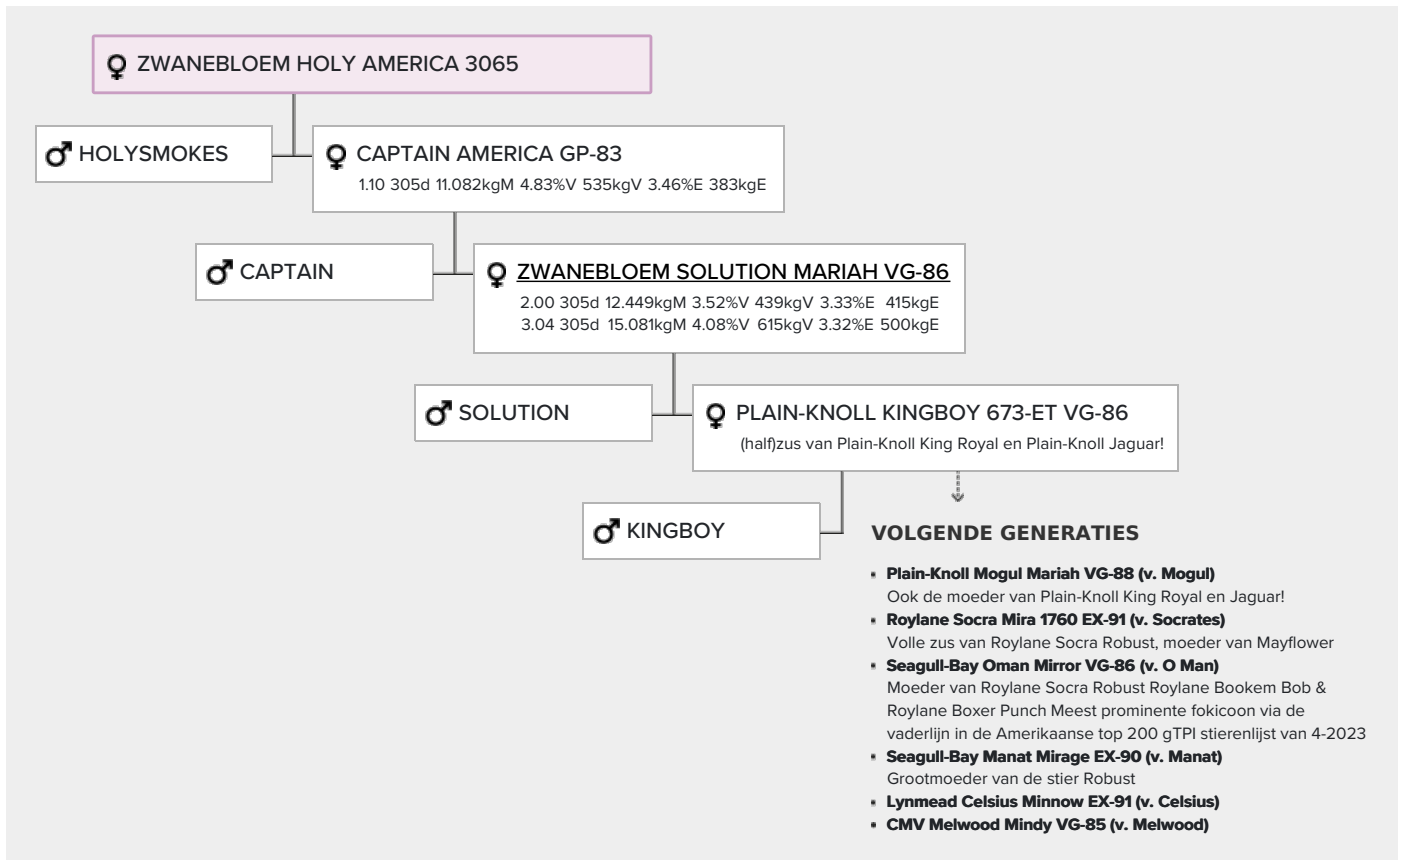 ZWANEBLOEM HOLY AMERICA 3065
HOLYSMOKES
CAPTAIN AMERICA GP-83
1.10 305d 11.082kgM 4.83%V 535kgV 3.46%E 383kgE
CAPTAIN
ZWANEBLOEM SOLUTION MARIAH VG-86
2.00 305d 12.449kgM 3.52%V 439kgV 3.33%E 415kgE
3.04 305d 15.081kgM 4.08%V 615kgV 3.32%E 500kgE
SOLUTION
PLAIN-KNOLL KINGBOY 673-ET VG-86
(half)zus van Plain-Knoll King Royal en Plain-Knoll Jaguar!
KINGBOY
VOLGENDE GENERATIES
Plain-Knoll Mogul Mariah VG-88 (v. Mogul)
Ook de moeder van Plain-Knoll King Royal en Jaguar!
Roylane Socra Mira 1760 EX-91 (v. Socrates)
Volle zus van Roylane Socra Robust, moeder van Mayflower
Seagull-Bay Oman Mirror VG-86 (v. O Man)
Moeder van Roylane Socra Robust Roylane Bookem Bob &
Roylane Boxer Punch Meest prominente fokicoon via de
vaderlijn in de Amerikaanse top 200 gTPI stierenlijst van 4-2023
Seagull-Bay Manat Mirage EX-90 (v. Manat)
Grootmoeder van de stier Robust
Lynmead Celsius Minnow EX-91 (v. Celsius)
CMV Melwood Mindy VG-85 (v. Melwood)